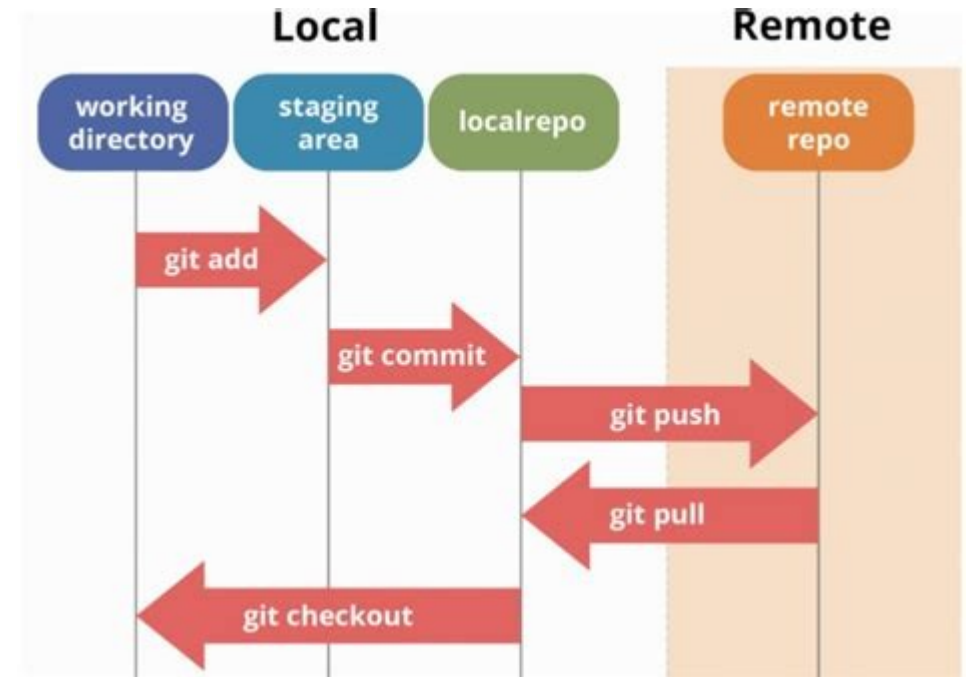 Local
Remote
working
directory
staging
area
localrepo
remote
repo
git add
git commit
git push
git pull
git checkout